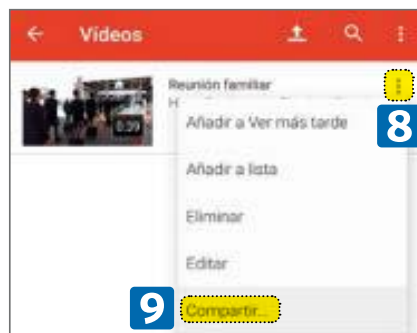 Videos
Reunión familiar
8
Añadir a Ver más tarde
0:39
Añadir a lista
Eliminar
Editar
9
Compartir...